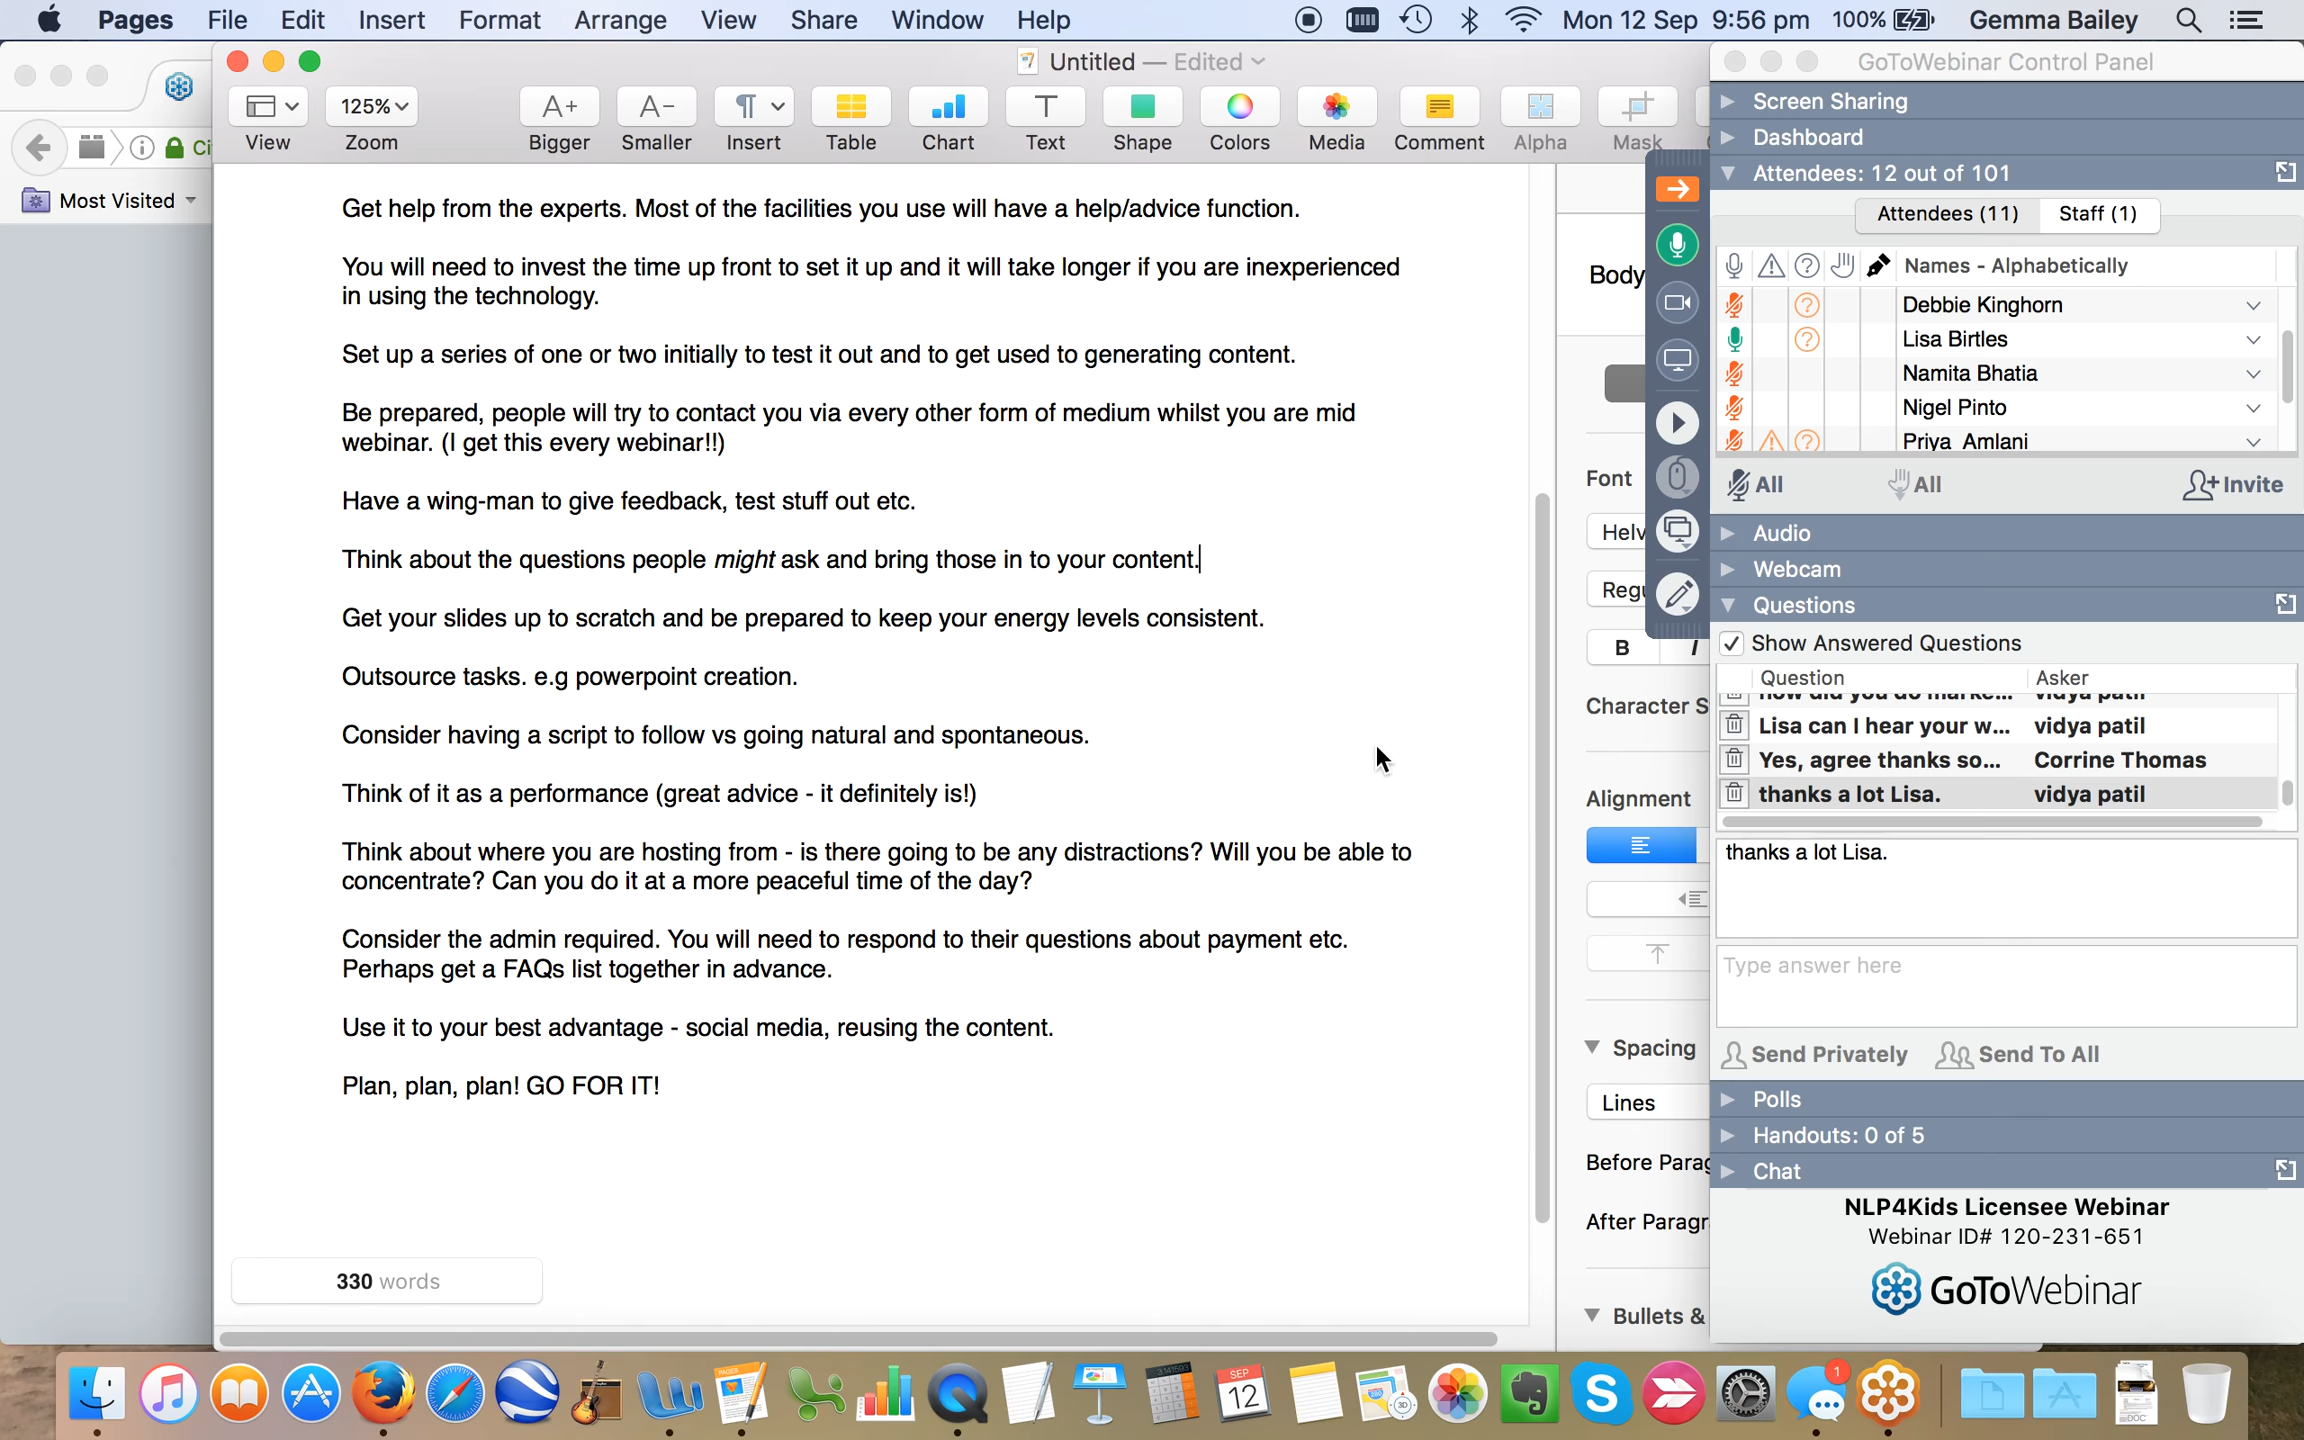 Pages File Edit Insert Format Arrange View Share Window Help Mon 12 Sep 9:56 pm 100% Gemma Bailey
Untitled — Edited
125%
View Zoom Bigger Smaller Insert Table Chart Text Shape Colors Media Comment Alpha Mask
Most Visited
Get help from the experts. Most of the facilities you use will have a help/advice function.
You will need to invest the time up front to set it up and it will take longer if you are inexperienced
in using the technology.
Set up a series of one or two initially to test it out and to get used to generating content.
Be prepared, people will try to contact you via every other form of medium whilst you are mid
webinar. (I get this every webinar!!)
Have a wing-man to give feedback, test stuff out etc.
Think about the questions people might ask and bring those in to your content.
Get your slides up to scratch and be prepared to keep your energy levels consistent.
Outsource tasks. e.g powerpoint creation.
Consider having a script to follow vs going natural and spontaneous.
Think of it as a performance (great advice - it definitely is!)
Think about where you are hosting from - is there going to be any distractions? Will you be able to
concentrate? Can you do it at a more peaceful time of the day?
Consider the admin required. You will need to respond to their questions about payment etc.
Perhaps get a FAQs list together in advance.
Use it to your best advantage - social media, reusing the content.
Plan, plan, plan! GO FOR IT!
330 words
Body
Font
Helv
Regu
B I
Character S
Alignment
Spacing
Lines
Before Parag
After Paragr
Bullets &
GoToWebinar Control Panel
Screen Sharing
Dashboard
Attendees: 12 out of 101
Attendees (11) Staff (1)
Names - Alphabetically
Debbie Kinghorn
Lisa Birtles
Namita Bhatia
Nigel Pinto
Priya Amlani
All All Invite
Audio
Webcam
Questions
Show Answered Questions
Question Asker
how did you do marke... vidya patil
Lisa can I hear your w... vidya patil
Yes, agree thanks so... Corrine Thomas
thanks a lot Lisa. vidya patil
thanks a lot Lisa.
Type answer here
Send Privately Send To All
Polls
Handouts: 0 of 5
Chat
NLP4Kids Licensee Webinar
Webinar ID# 120-231-651
GoToWebinar
SEP
12
1